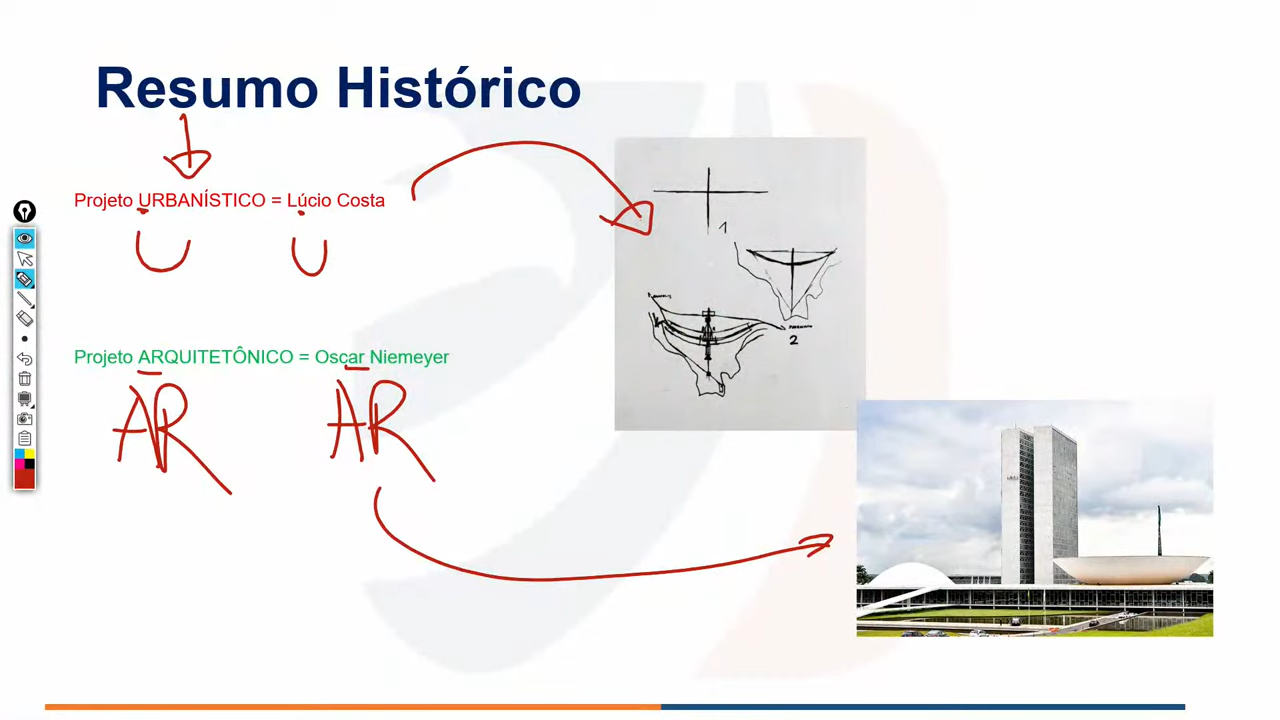 Resumo Histórico
Projeto URBANÍSTICO = Lúcio Costa
U U
Projeto ARQUITETÔNICO = Oscar Niemeyer
AR AR
1
2